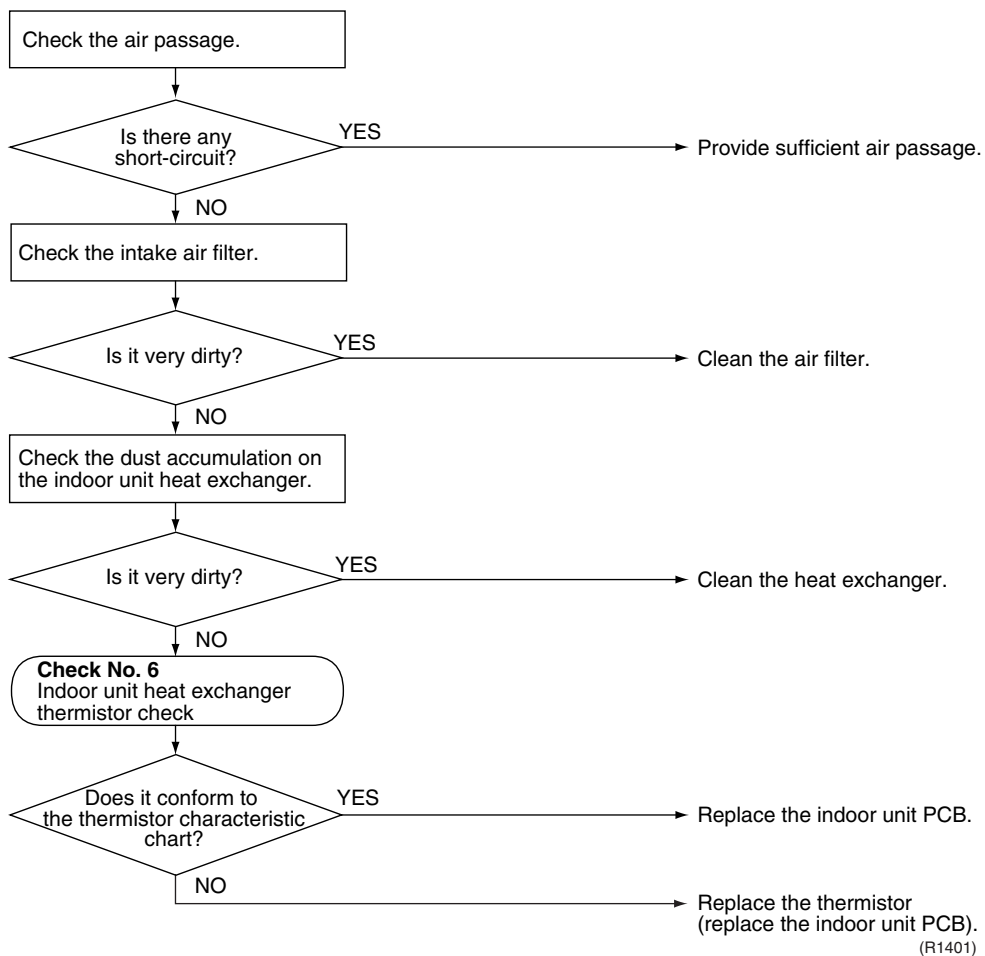 Check the air passage.
Is there any
short-circuit?
YES
Provide sufficient air passage.
NO
Check the intake air filter.
Is it very dirty?
YES
Clean the air filter.
NO
Check the dust accumulation on
the indoor unit heat exchanger.
Is it very dirty?
YES
Clean the heat exchanger.
NO
Check No. 6
Indoor unit heat exchanger
thermistor check
Does it conform to
the thermistor characteristic
chart?
YES
Replace the indoor unit PCB.
NO
Replace the thermistor
(replace the indoor unit PCB).
(R1401)